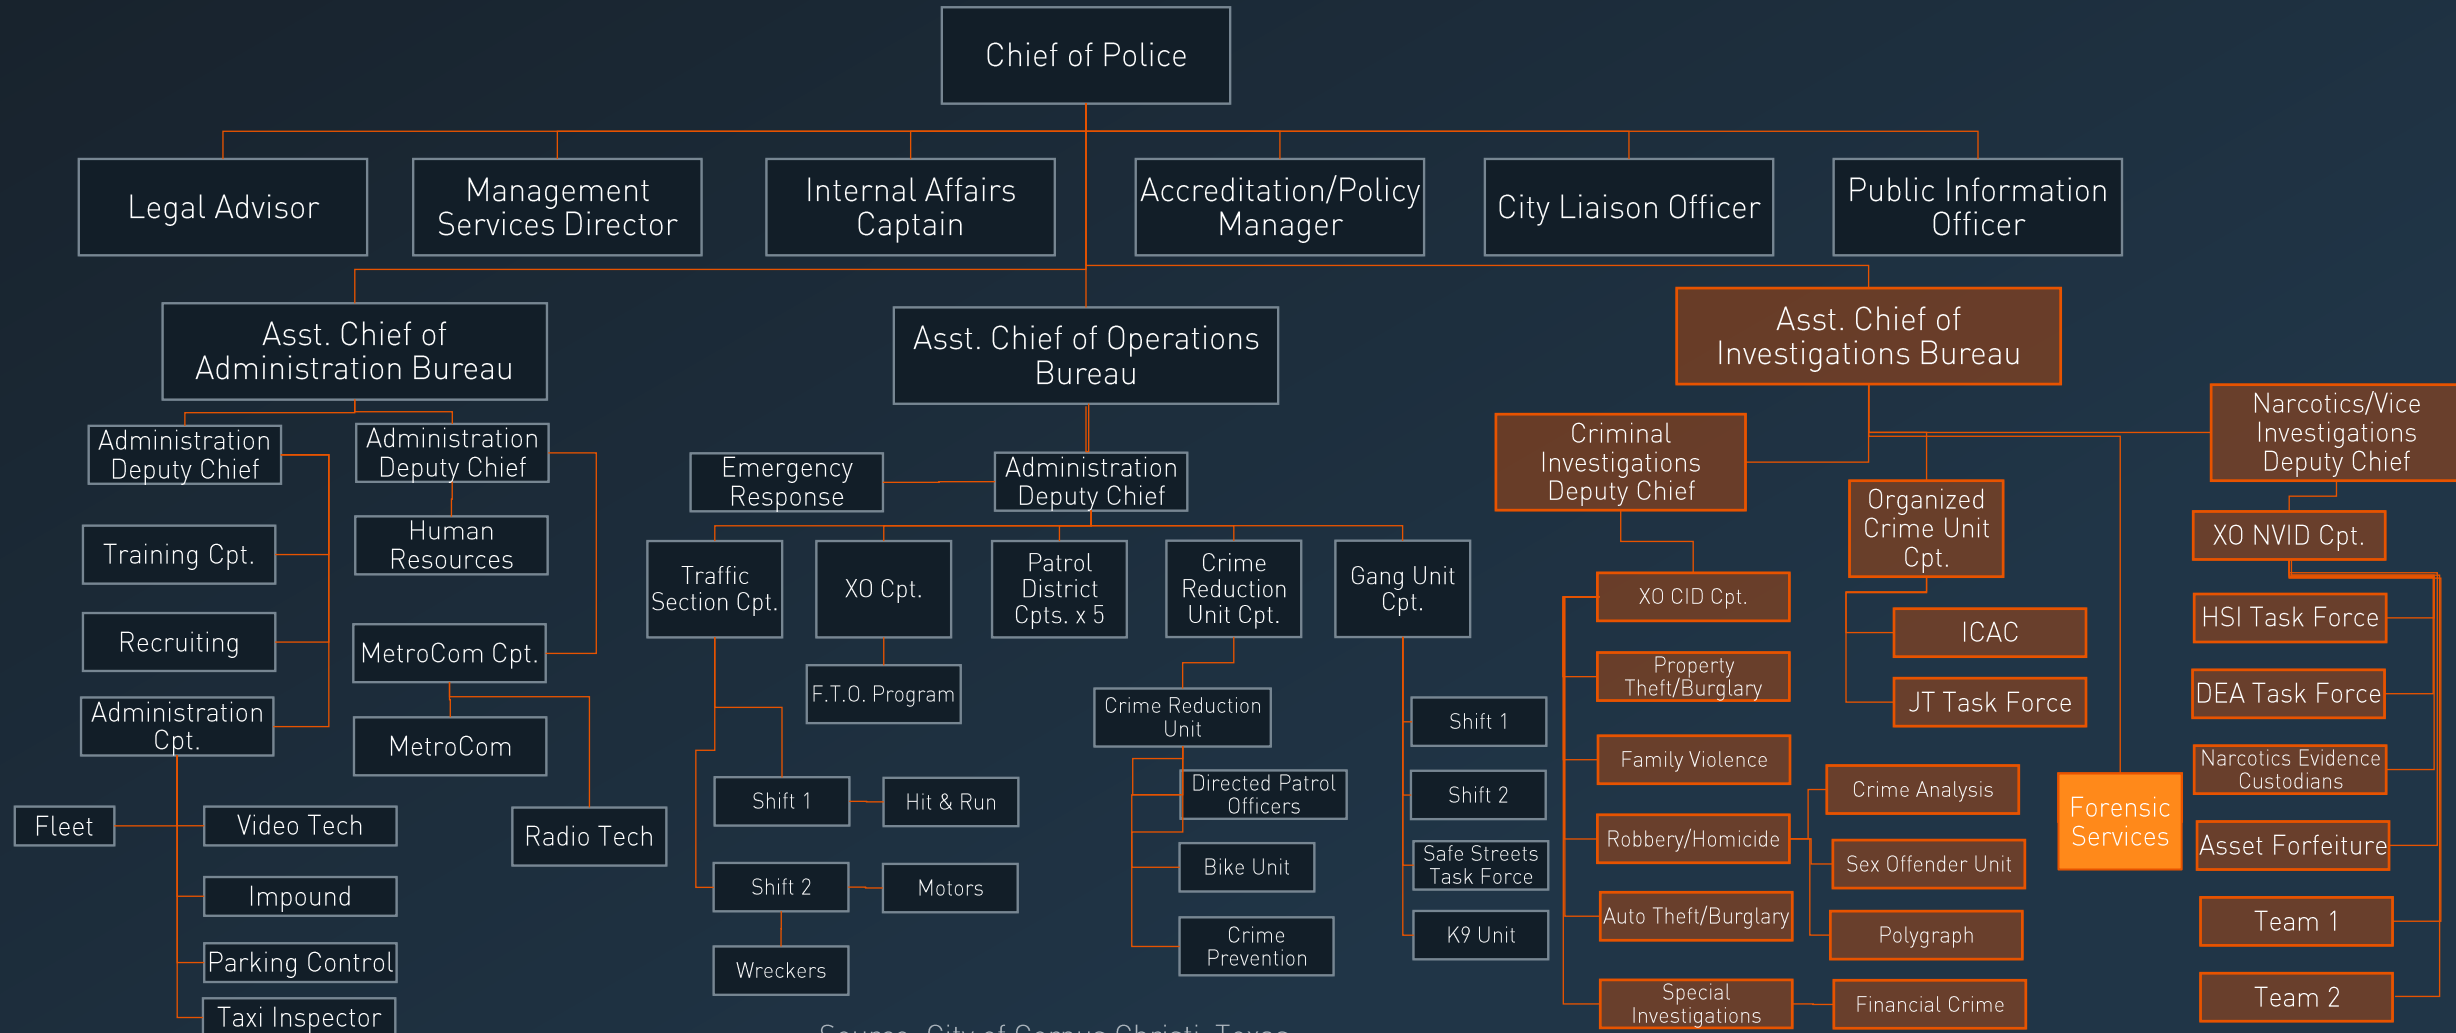 Chief of Police
Legal Advisor
Management
Services Director
Internal Affairs
Captain
Accreditation/Policy
Manager
City Liaison Officer
Public Information
Officer
Asst. Chief of
Administration Bureau
Asst. Chief of Operations
Bureau
Asst. Chief of
Investigations Bureau
Administration
Deputy Chief
Administration
Deputy Chief
Training Cpt.
Human
Resources
Recruiting
MetroCom Cpt.
Administration
Cpt.
MetroCom
Fleet
Video Tech
Radio Tech
Impound
Parking Control
Taxi Inspector
Emergency
Response
Administration
Deputy Chief
Traffic
Section Cpt.
XO Cpt.
Patrol
District
Cpts. x 5
Crime
Reduction
Unit Cpt.
Gang Unit
Cpt.
F.T.O. Program
Crime Reduction
Unit
Shift 1
Hit & Run
Shift 2
Motors
Wreckers
Directed Patrol
Officers
Bike Unit
Crime
Prevention
Shift 1
Shift 2
Safe Streets
Task Force
K9 Unit
Criminal
Investigations
Deputy Chief
Organized
Crime Unit
Cpt.
Narcotics/Vice
Investigations
Deputy Chief
XO CID Cpt.
Property
Theft/Burglary
Family Violence
Robbery/Homicide
Auto Theft/Burglary
Special
Investigations
Crime Analysis
Sex Offender Unit
Polygraph
Financial Crime
ICAC
JT Task Force
Forensic
Services
XO NVID Cpt.
HSI Task Force
DEA Task Force
Narcotics Evidence
Custodians
Asset Forfeiture
Team 1
Team 2
Source: City of Corpus Christi, Texas